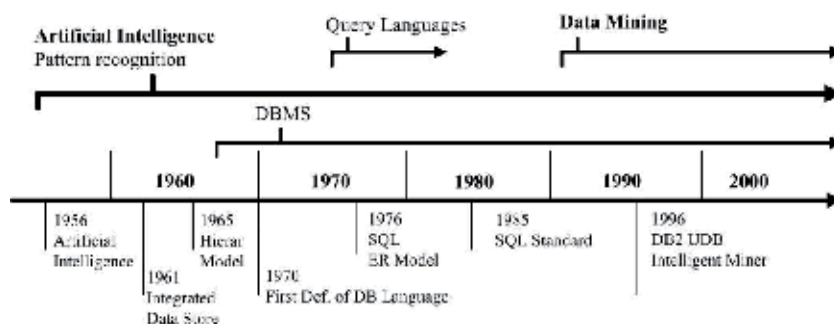 Query Languages
Data Mining
Artificial Intelligence
Pattern recognition
DBMS
1960
1970
1980
1990
2000
1956
Artificial
Intelligence
1961
Integrated
Data Store
1965
Hierar
Model
1970
First Def. of DB Language
1976
SQL
ER Model
1985
SQL Standard
1996
DB2 UDB
Intelligent Miner